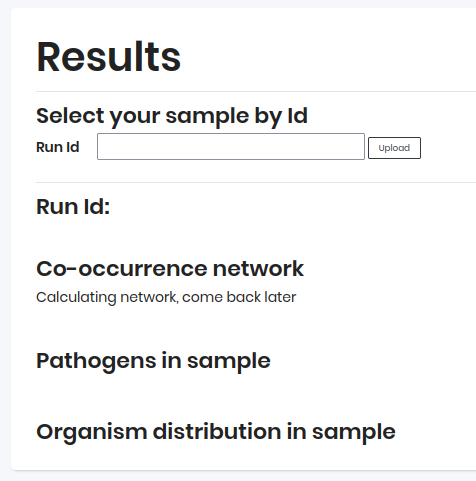 Results
Select your sample by Id
Run Id Upload
Run Id:
Co-occurrence network
Calculating network, come back later
Pathogens in sample
Organism distribution in sample